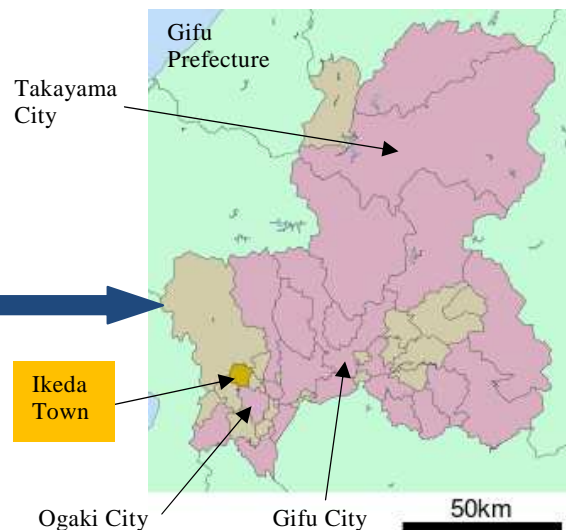 Gifu
Prefecture
Takayama
City
Ikeda
Town
Ogaki City
Gifu City
50km